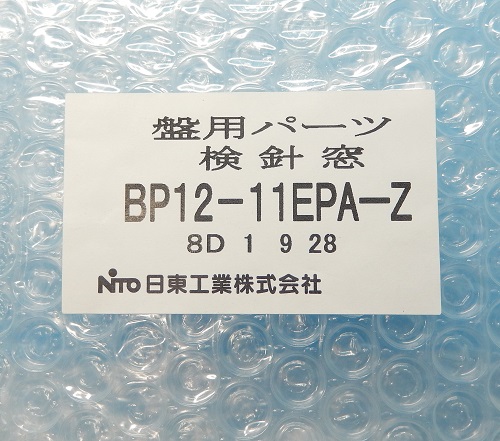 盤用パーツ
検針窓
BP12-11EPA-Z
8D 1 9 28
NITO 日東工業株式会社